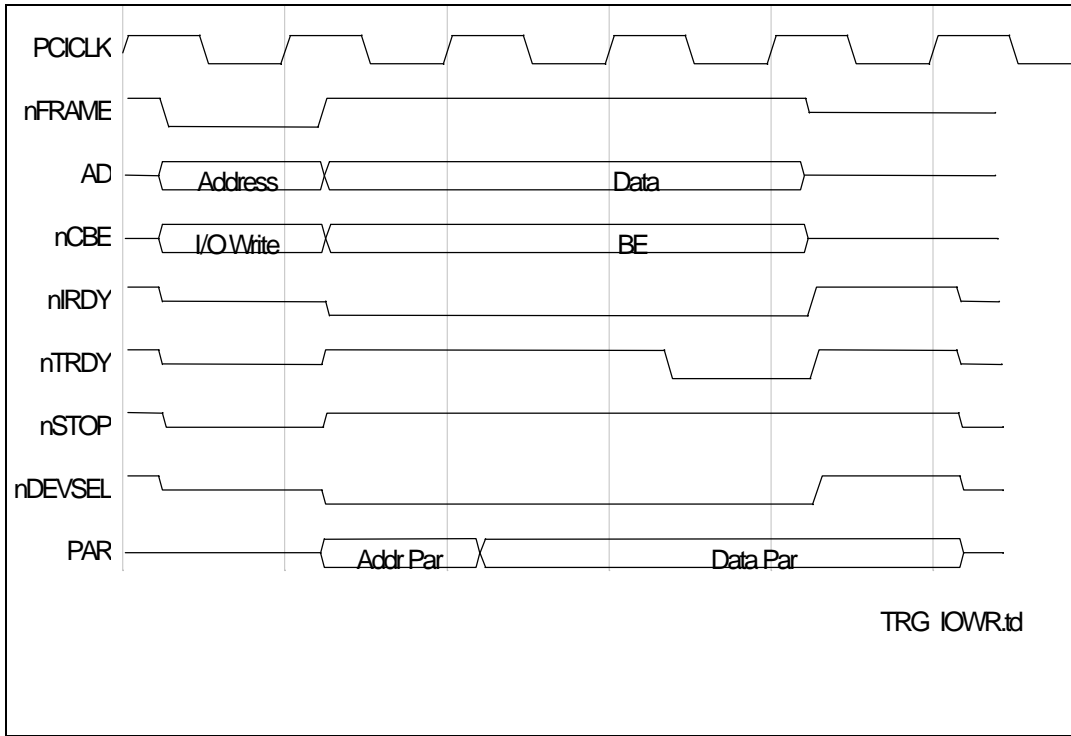 PCICLK
nFRAME
AD Address Data
nCBE I/O Write BE
nIRDY
nTRDY
nSTOP
nDEVSEL
PAR Addr Par Data Par
TRG IOWR.td